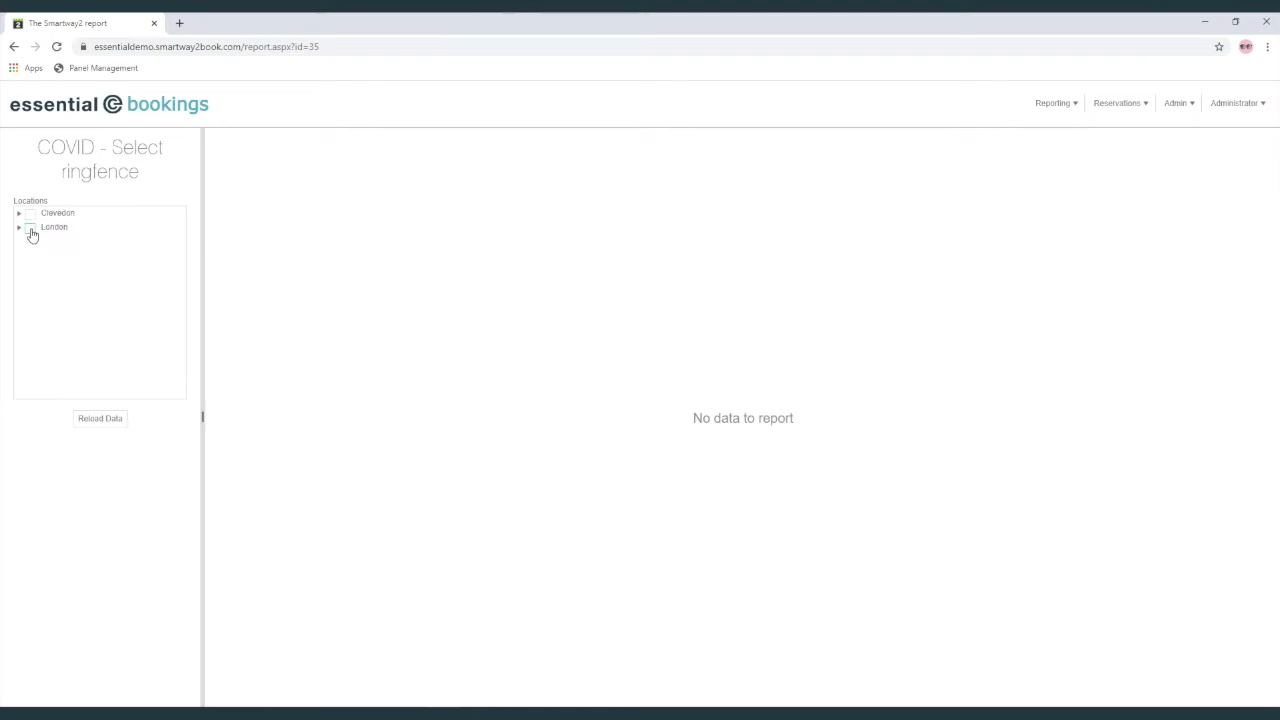 2 The Smartway2 report
essentialdemo.smartway2book.com/report.aspx?id=35
Apps Panel Management
essential bookings
Reporting Reservations Admin Administrator
COVID - Select
ringfence
Locations
Clevedon
London
Reload Data
No data to report